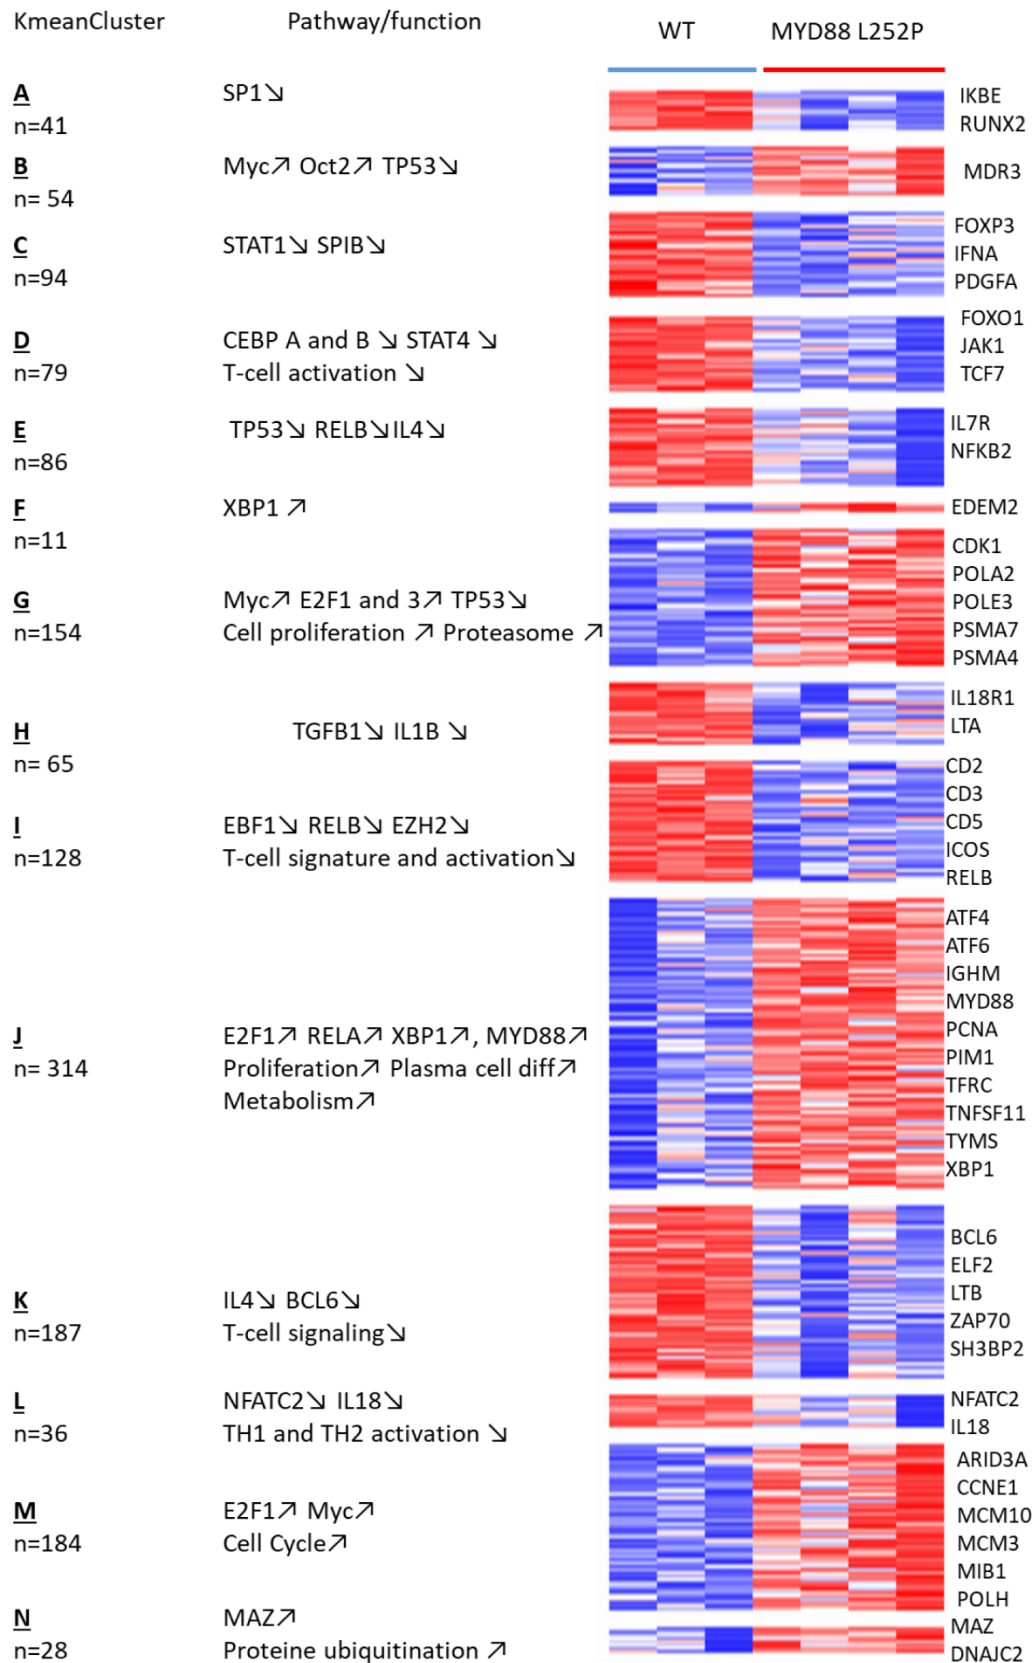 KmeanCluster Pathway/function WT MYD88 L252P
A SP1↘ IKBE
n=41 RUNX2
B Myc↗ Oct2↗ TP53↘ MDR3
n= 54
C STAT1↘ SPIB↘ FOXP3
IFNA
n=94 PDGFA
FOXO1
D CEBP A and B ↘ STAT4 ↘ JAK1
n=79 T-cell activation ↘ TCF7
E TP53↘ RELB↘IL4↘ IL7R
n=86 NFKB2
F XBP1 ↗ EDEM2
n=11 CDK1
POLA2
G Myc↗ E2F1 and 3↗ TP53↘ POLE3
n=154 Cell proliferation ↗ Proteasome ↗ PSMA7
PSMA4
IL18R1
H TGFB1↘ IL1B ↘ LTA
n= 65 CD2
CD3
I EBF1↘ RELB↘ EZH2↘ CD5
n=128 T-cell signature and activation↘ ICOS
RELB
ATF4
ATF6
IGHM
MYD88
J E2F1↗ RELA↗ XBP1↗, MYD88↗ PCNA
n= 314 Proliferation↗ Plasma cell diff↗ PIM1
Metabolism↗ TFRC
TNFSF11
TYMS
XBP1
BCL6
ELF2
K IL4↘ BCL6↘ LTB
n=187 T-cell signaling↘ ZAP70
SH3BP2
L NFATC2↘ IL18↘ NFATC2
n=36 TH1 and TH2 activation ↘ IL18
ARID3A
CCNE1
M E2F1↗ Myc↗ MCM10
n=184 Cell Cycle↗ MCM3
MIB1
POLH
N MAZ↗ MAZ
n=28 Proteine ubiquitination ↗ DNAJC2